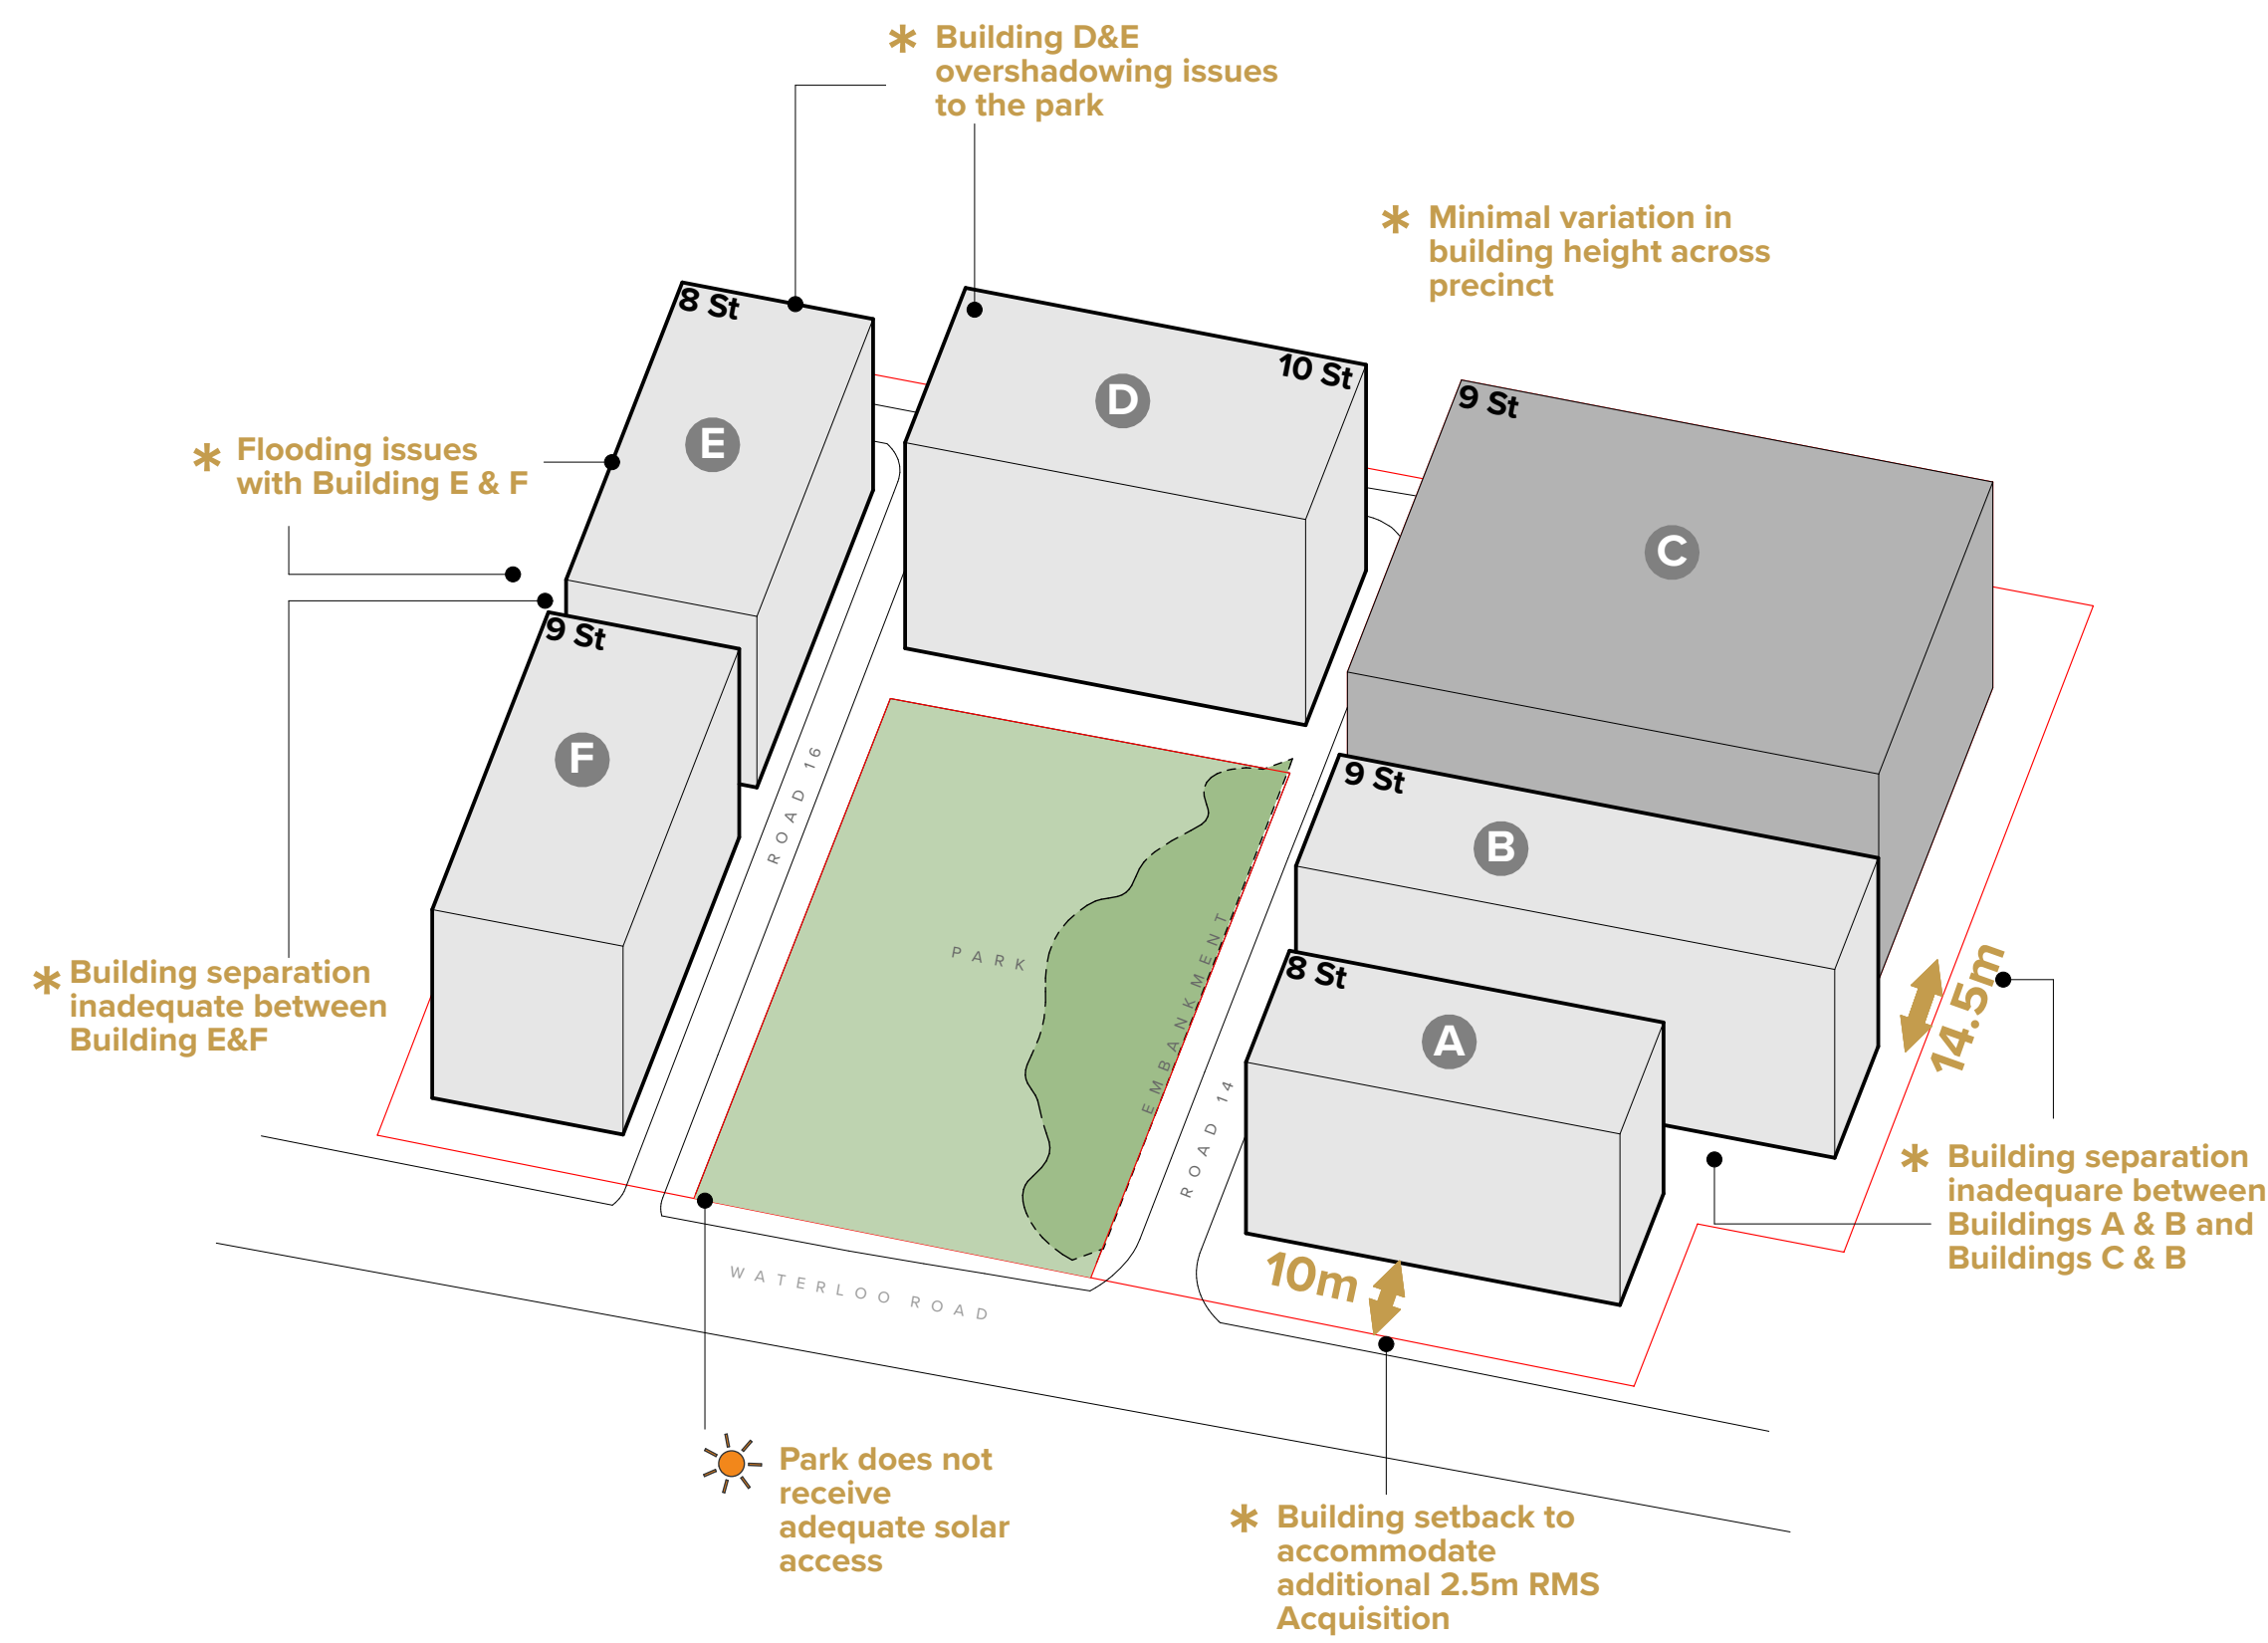 Building D&E
overshadowing issues
to the park
Minimal variation in
building height across
precinct
8 St
10 St
9 St
E
D
C
Flooding issues
with Building E & F
9 St
F
9 St
B
8 St
A
ROAD 16
PARK
EMBANKMENT
ROAD 14
14.5m
Building separation
inadequate between
Building E&F
Building separation
inadequare between
Buildings A & B and
Buildings C & B
10m
WATERLOO ROAD
Park does not
receive
adequate solar
access
Building setback to
accommodate
additional 2.5m RMS
Acquisition